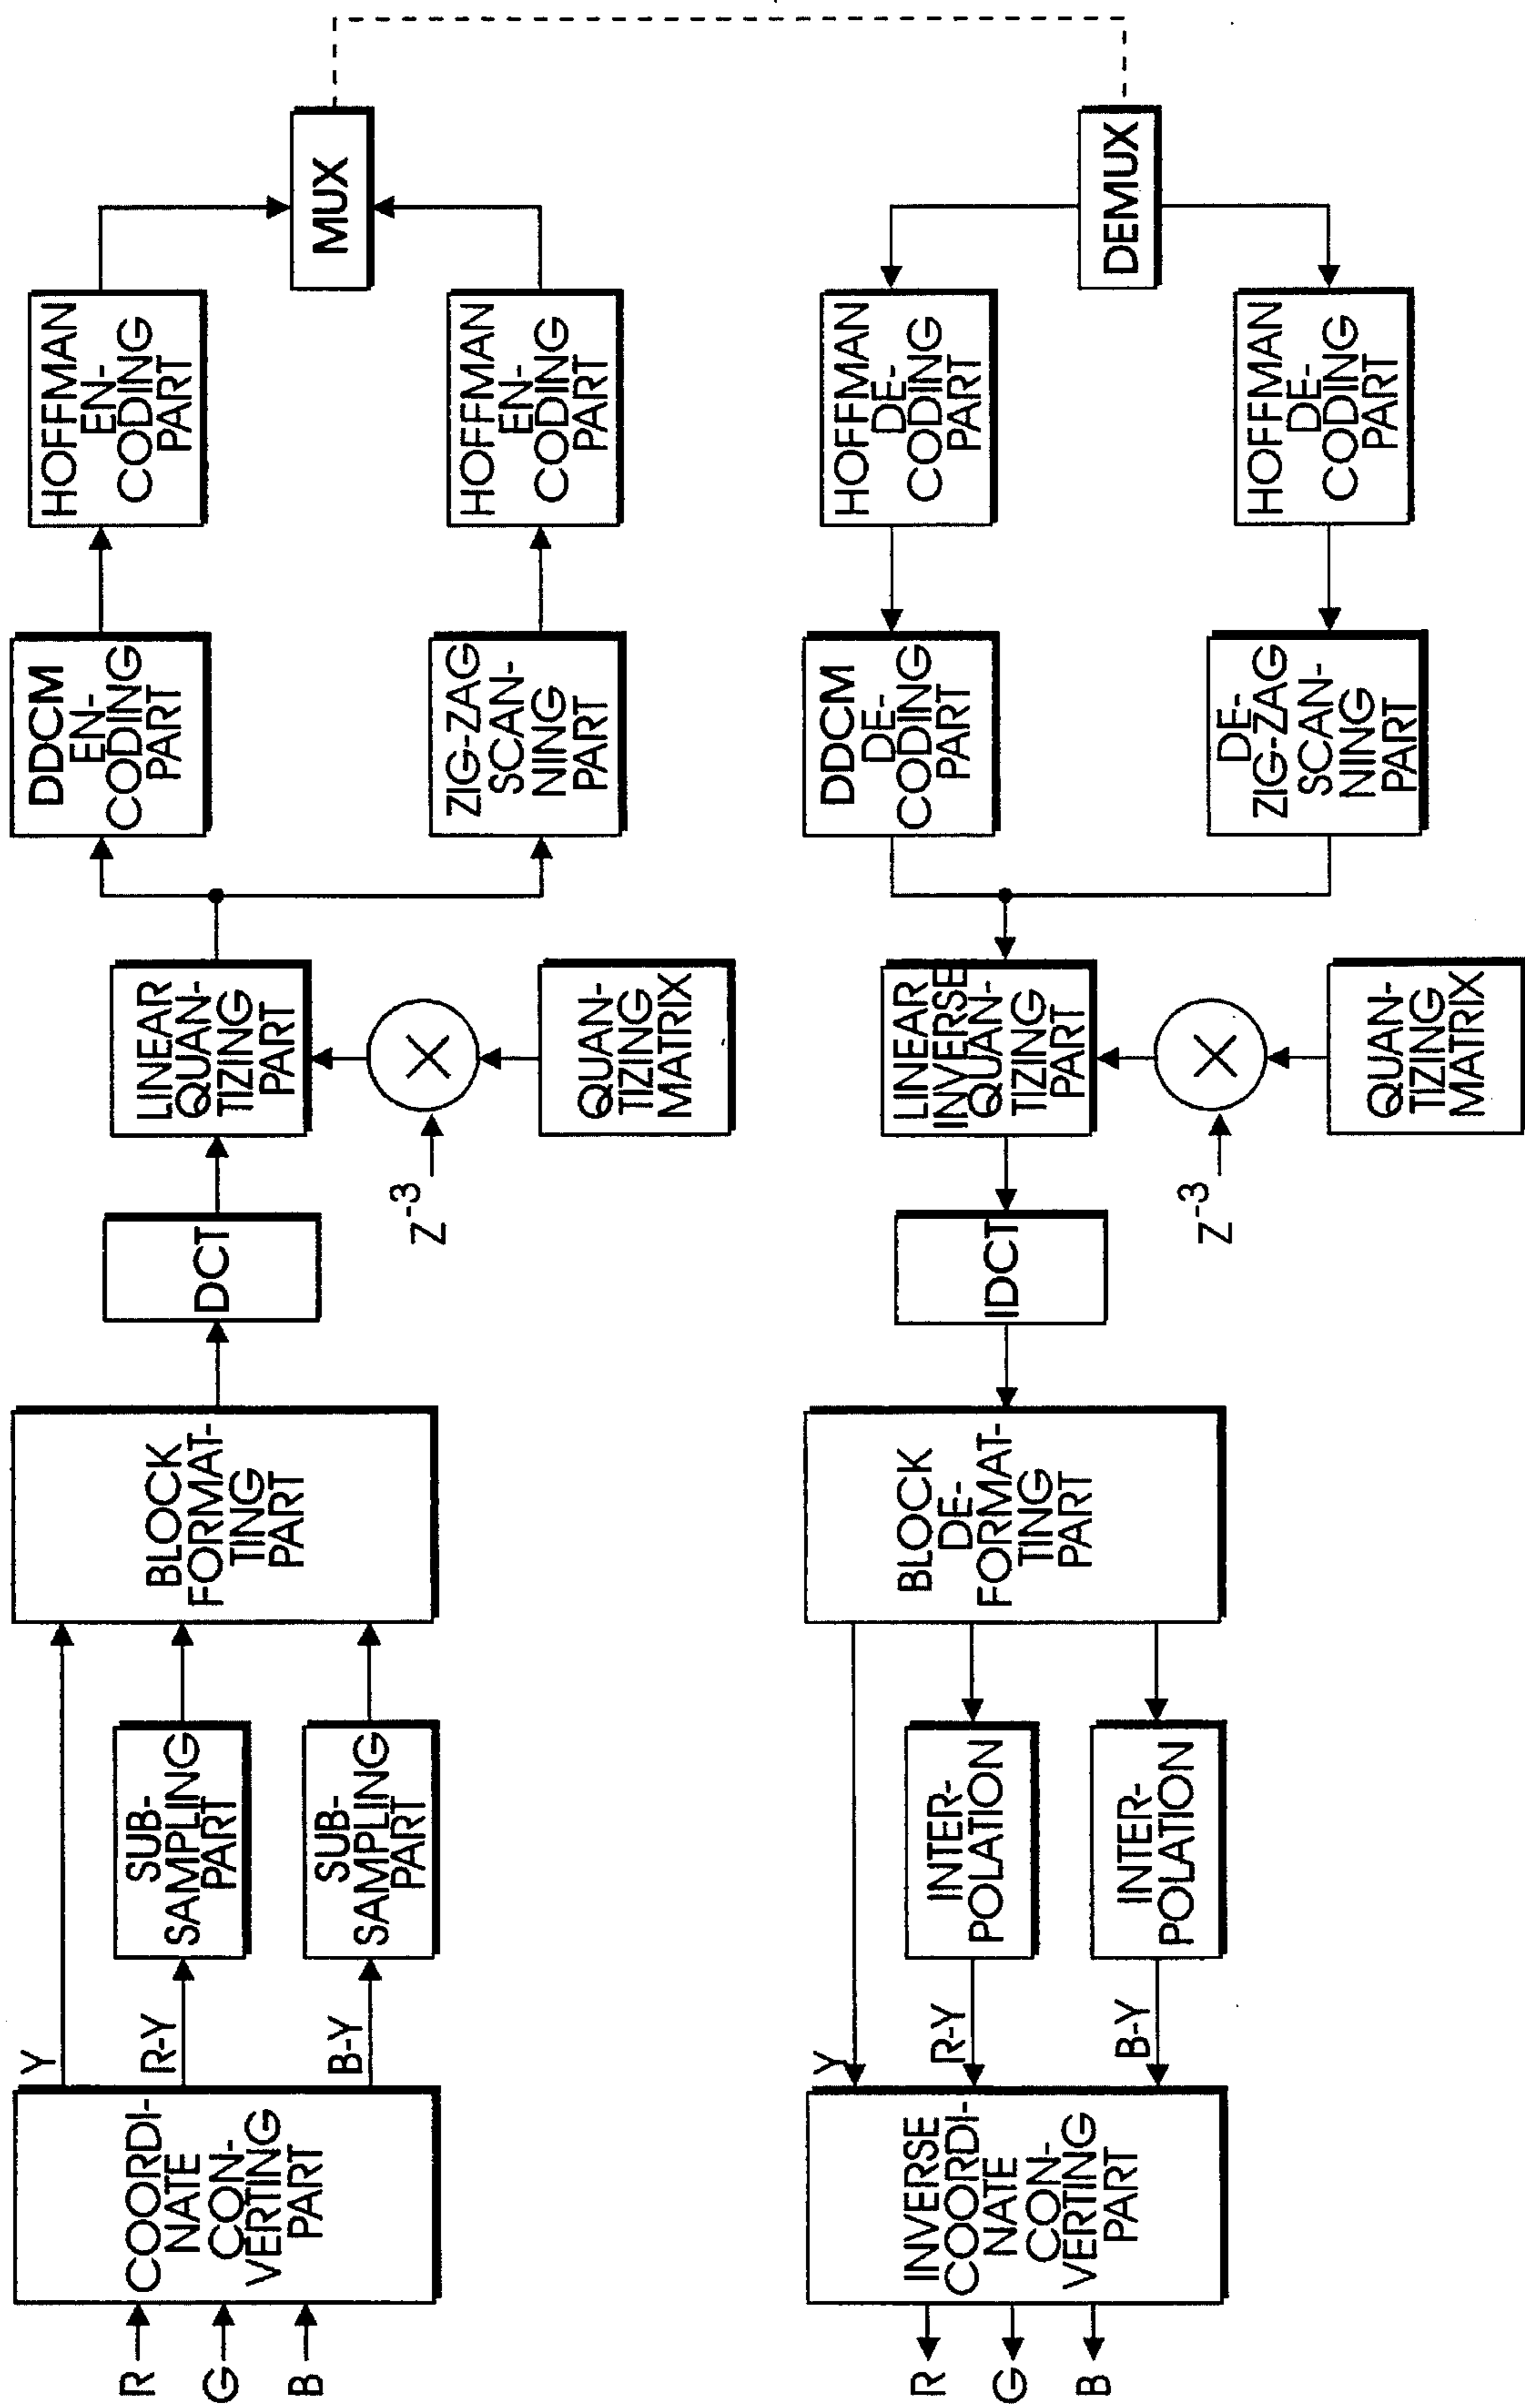 R
G
B
COORDI-
NATE
CON-
VERTING
PART
Y
R-Y
B-Y
SUB-
SAMPLING
PART
SUB-
SAMPLING
PART
BLOCK
FORMAT-
TING
PART
DCT
LINEAR
QUAN-
TIZING
PART
Z⁻³
QUAN-
TIZING
MATRIX
DDCM
EN-
CODING
PART
ZIG-ZAG
SCAN-
NING
PART
HOFFMAN
EN-
CODING
PART
HOFFMAN
EN-
CODING
PART
MUX
R
G
B
INVERSE
COORDI-
NATE
CON-
VERTING
PART
Y
R-Y
B-Y
INTER-
POLATION
INTER-
POLATION
BLOCK
DE-
FORMAT-
TING
PART
IDCT
LINEAR
INVERSE
QUAN-
TIZING
PART
Z⁻³
QUAN-
TIZING
MATRIX
DDCM
DE-
CODING
PART
DE-
ZIG-ZAG
SCAN-
NING
PART
HOFFMAN
DE-
CODING
PART
HOFFMAN
DE-
CODING
PART
DEMUX